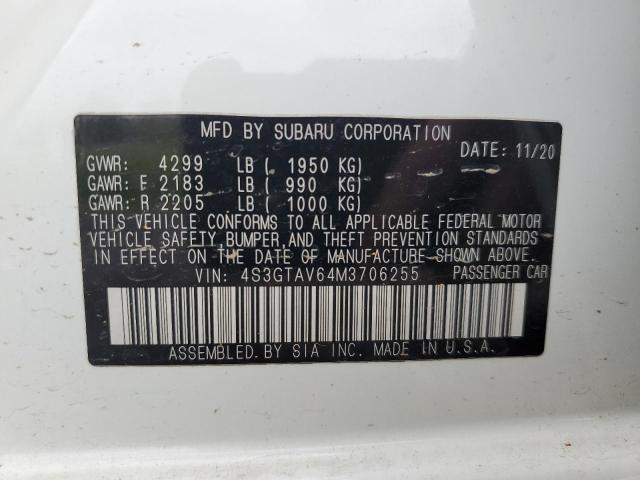 MFD BY SUBARU CORPORATION
DATE: 11/20
GVWR: 4299 LB ( 1950 KG)
GAWR: F 2183 LB ( 990 KG)
GAWR: R 2205 LB ( 1000 KG)
THIS VEHICLE CONFORMS TO ALL APPLICABLE FEDERAL MOTOR
VEHICLE SAFETY, BUMPER, AND THEFT PREVENTION STANDARDS
IN EFFECT ON THE DATE OF MANUFACTURE SHOWN ABOVE.
VIN: 4S3GTAV64M3706255 PASSENGER CAR
ASSEMBLED BY SIA INC. MADE IN U.S.A.